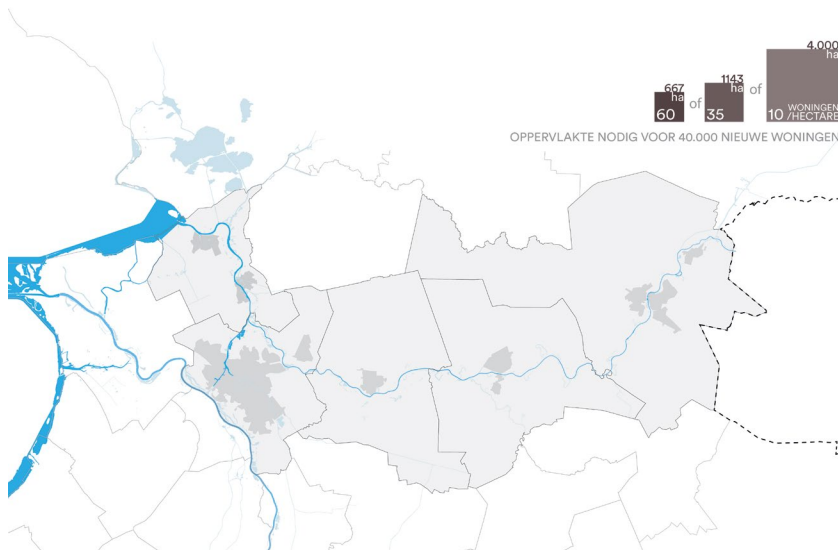 4.000
ha
1143
ha
667
ha
of
of
60
35
10
WONINGEN
/HECTARE
OPPERVLAKTE NODIG VOOR 40.000 NIEUWE WONINGEN